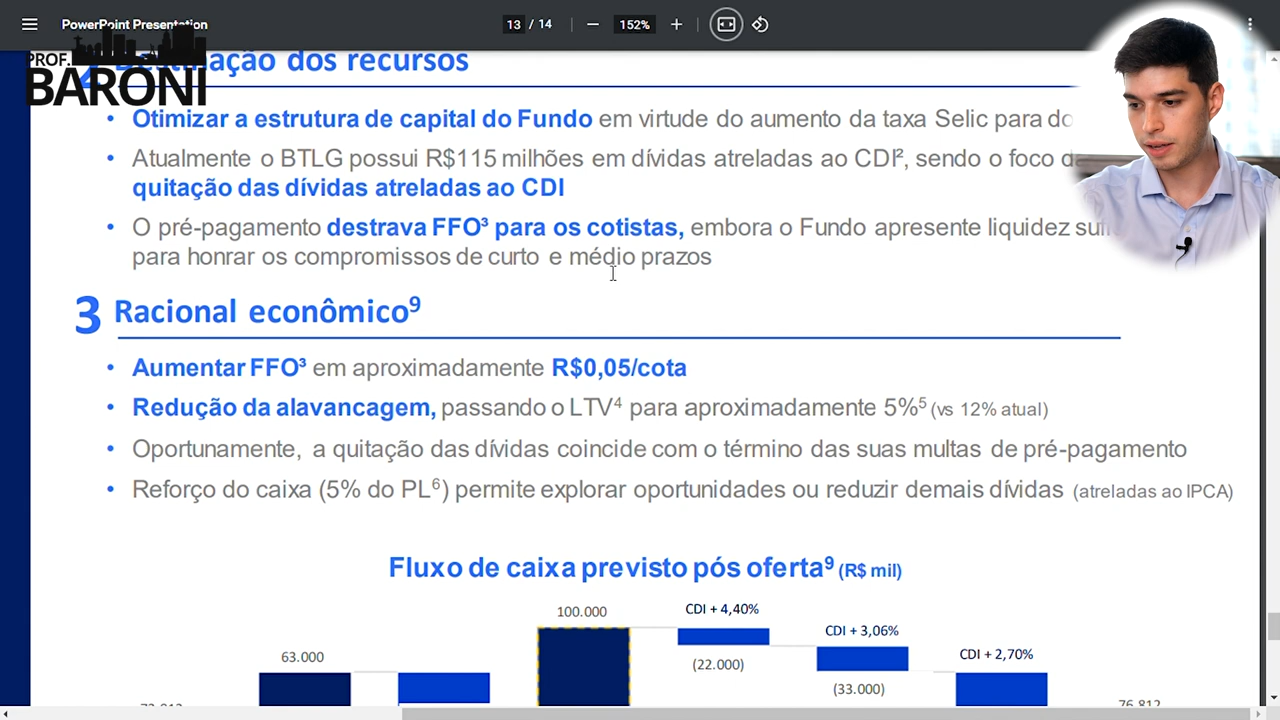 PowerPoint Presentation
13 / 14
152%
PROF.
BARONI
dos recursos
• Otimizar a estrutura de capital do Fundo em virtude do aumento da taxa Selic para
• Atualmente o BTLG possui R$115 milhões em dívidas atreladas ao CDI², sendo o foco
quitação das dívidas atreladas ao CDI
• O pré-pagamento destrava FFO³ para os cotistas, embora o Fundo apresente liquidez
para honrar os compromissos de curto e médio prazos
3 Racional econômico⁹
• Aumentar FFO³ em aproximadamente R$0,05/cota
• Redução da alavancagem, passando o LTV⁴ para aproximadamente 5%⁵ (vs 12% atual)
• Oportunamente, a quitação das dívidas coincide com o término das suas multas de pré-pagamento
• Reforço do caixa (5% do PL⁶) permite explorar oportunidades ou reduzir demais dívidas (atreladas ao IPCA)
Fluxo de caixa previsto pós oferta⁹ (R$ mil)
100.000
CDI + 4,40%
CDI + 3,06%
63.000
(22.000)
CDI + 2,70%
(33.000)
76.812